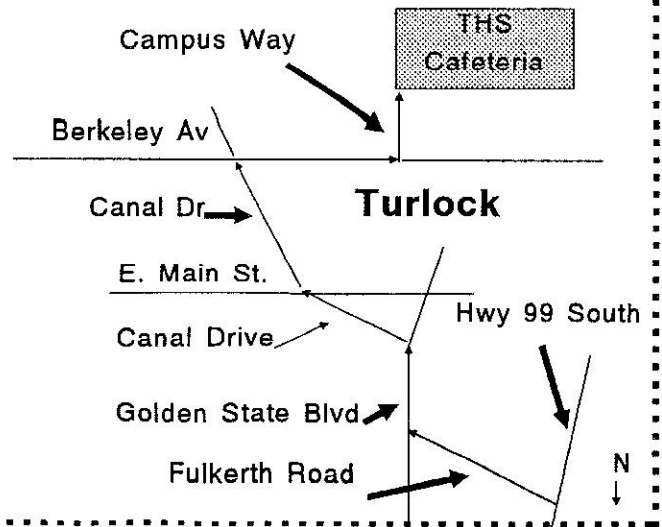 THS
Cafeteria
Campus Way
Berkeley Av
Canal Dr
Turlock
E. Main St.
Hwy 99 South
Canal Drive
Golden State Blvd
Fulkerth Road
N